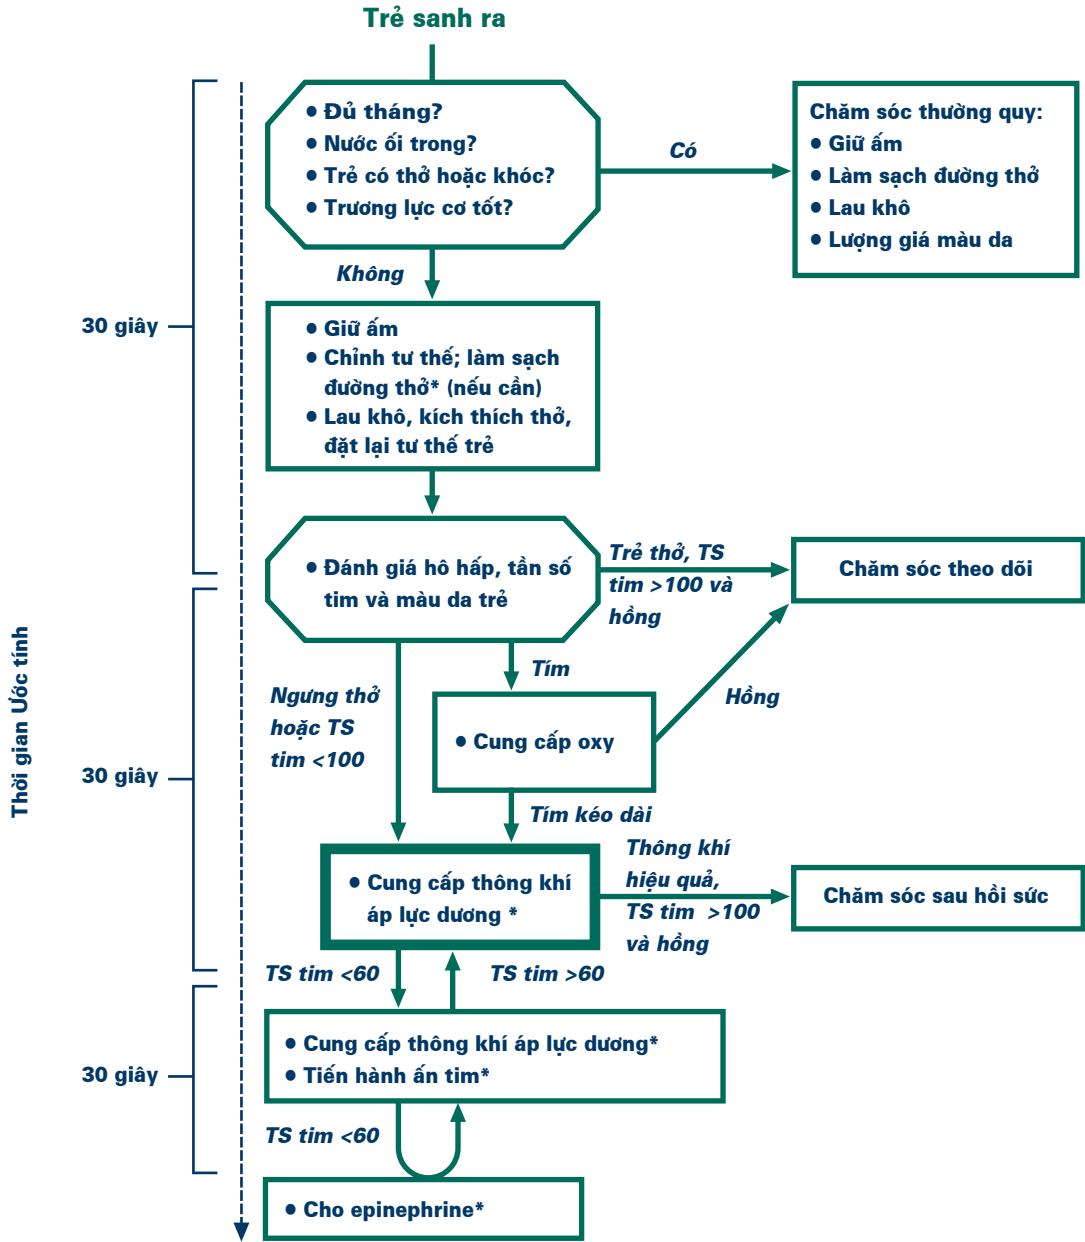 Trẻ sanh ra
• Đủ tháng?
• Nước ối trong?
• Trẻ có thở hoặc khóc?
• Trương lực cơ tốt?
Có
Chăm sóc thường quy:
• Giữ ấm
• Làm sạch đường thở
• Lau khô
• Lượng giá màu da
Không
30 giây
• Giữ ấm
• Chỉnh tư thế; làm sạch
đường thở* (nếu cần)
• Lau khô, kích thích thở,
đặt lại tư thế trẻ
• Đánh giá hô hấp, tần số
tim và màu da trẻ
Trẻ thở, TS
tim >100 và
hồng
Chăm sóc theo dõi
Thời gian Ước tính
Ngưng thở
hoặc TS
tim <100
Tím
Hồng
• Cung cấp oxy
30 giây
Tím kéo dài
• Cung cấp thông khí
áp lực dương *
Thông khí
hiệu quả,
TS tim >100
và hồng
Chăm sóc sau hồi sức
TS tim <60
TS tim >60
30 giây
• Cung cấp thông khí áp lực dương*
• Tiến hành ấn tim*
TS tim <60
• Cho epinephrine*